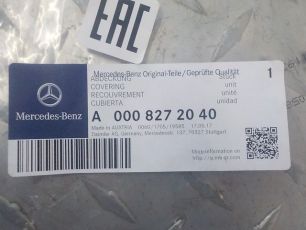 EAC
Mercedes-Benz Original-Teile / Geprüfte Qualität
1
ABDECKUNG
Stück
COVERING
unit
RECOUVREMENT
unité
CUBIERTA
unidad
Mercedes-Benz
A 000 827 20 40
Made in AUSTRIA
Daimler AG, Germany, Mercedesstr. 137, 70327 Stuttgart